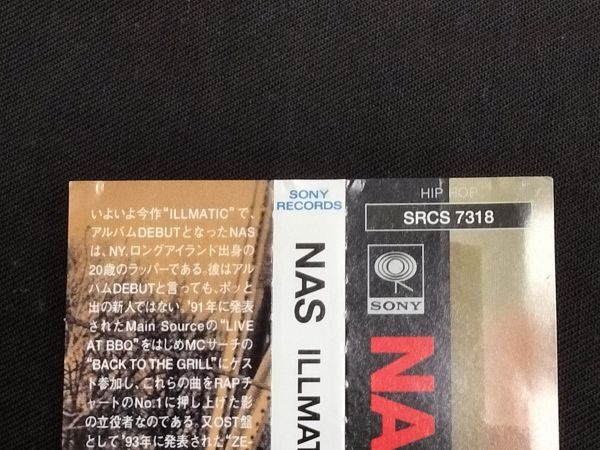 いよいよ今作“ILLMATIC”で、
アルバムDEBUTとなったNAS
は、NY.ロングアイランド出身の
20歳のラッパーである。彼はアル
バムDEBUTと言っても、ポッと
出の新人ではない。'91年に発表
されたMain Sourceの“LIVE
AT BBQ”をはじめMCサーチの
“BACK TO THE GRILL”にゲス
ト参加し、これらの曲をRAPチ
ャートのNo.1に押し上げた影
の立役者なのである。又OST盤
として'93年に発表された“ZE-
SONY
RECORDS
NAS ILLMAT
HIP HOP
SRCS 7318
SONY
NA